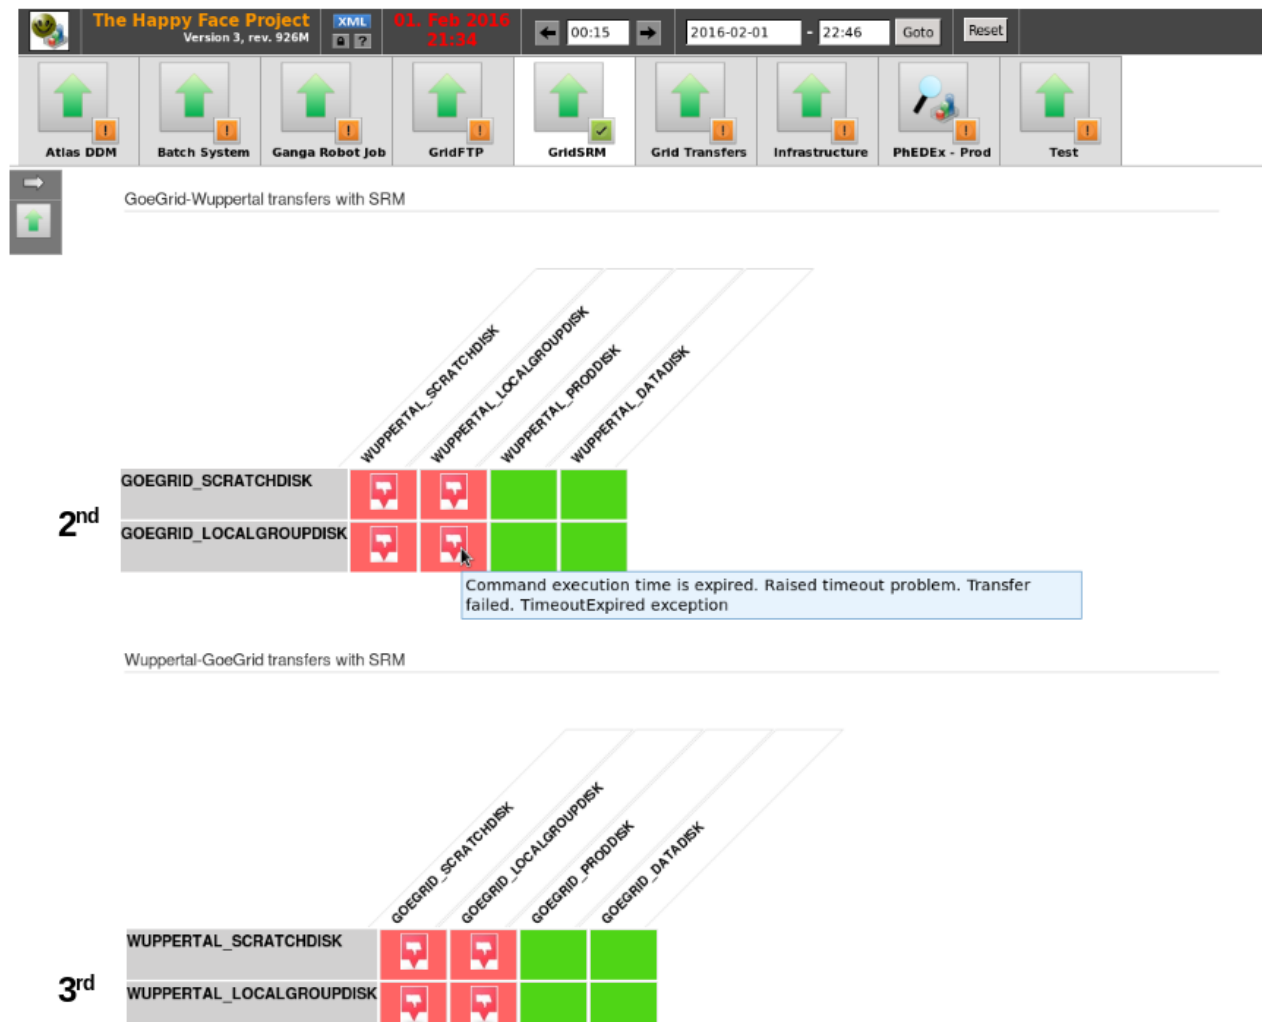 The Happy Face Project
Version 3, rev. 926M
XML
?
01. Feb 2016
21:34
00:15
2016-02-01
-
22:46
Goto
Reset
Atlas DDM
Batch System
Ganga Robot Job
GridFTP
GridSRM
Grid Transfers
Infrastructure
PhEDEx - Prod
Test
GoeGrid-Wuppertal transfers with SRM
WUPPERTAL_SCRATCHDISK
WUPPERTAL_LOCALGROUPDISK
WUPPERTAL_PRODDISK
WUPPERTAL_DATADISK
2nd
GOEGRID_SCRATCHDISK
GOEGRID_LOCALGROUPDISK
Command execution time is expired. Raised timeout problem. Transfer
failed. TimeoutExpired exception
Wuppertal-GoeGrid transfers with SRM
GOEGRID_SCRATCHDISK
GOEGRID_LOCALGROUPDISK
GOEGRID_PRODDISK
GOEGRID_DATADISK
3rd
WUPPERTAL_SCRATCHDISK
WUPPERTAL_LOCALGROUPDISK